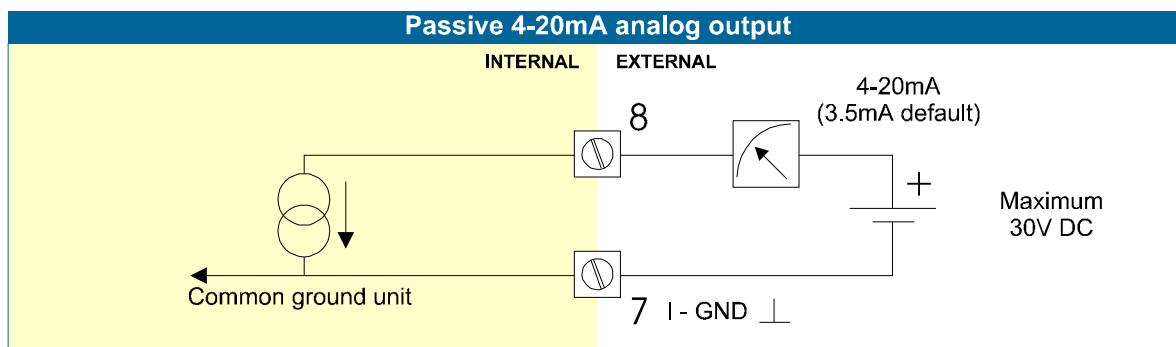 Passive 4-20mA analog output
INTERNAL EXTERNAL
8
4-20mA
(3.5mA default)
+
Maximum
30V DC
Common ground unit
7 I - GND ⊥